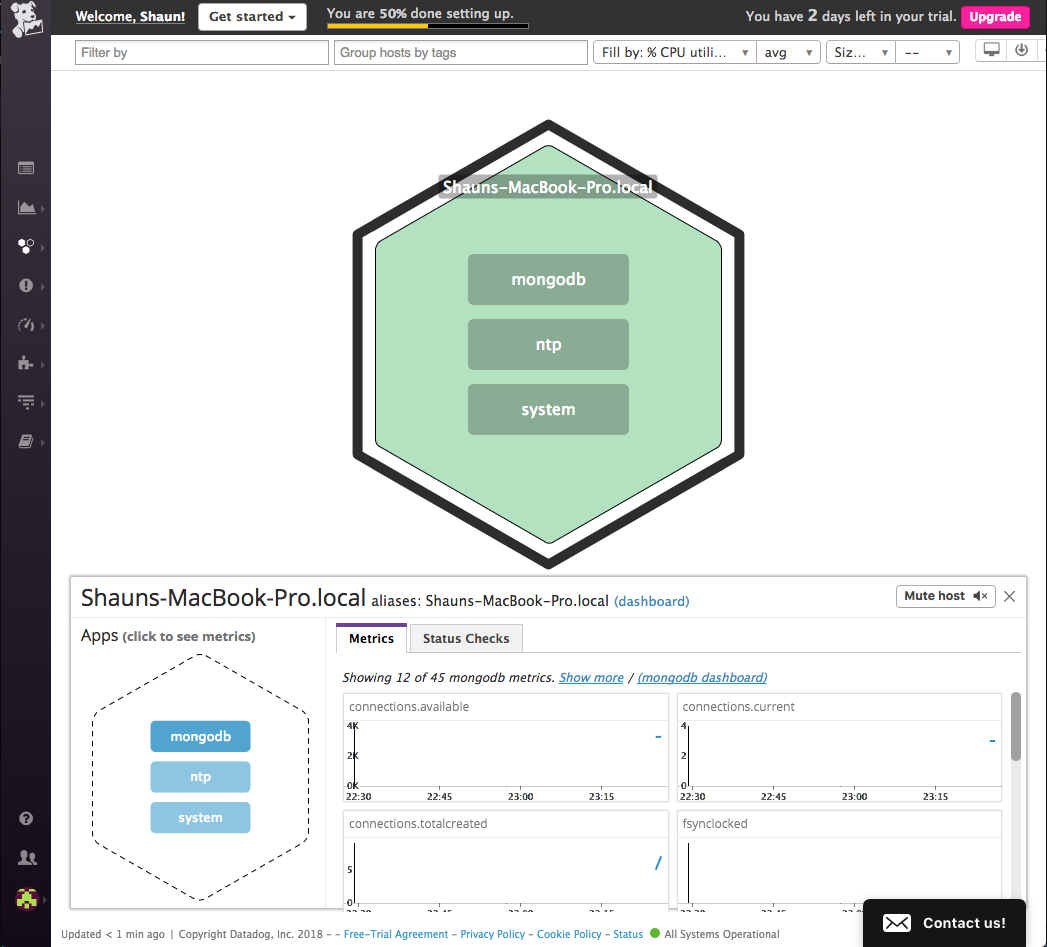 Welcome, Shaun!
Get started
You are 50% done setting up.
You have 2 days left in your trial.
Upgrade
Filter by
Group hosts by tags
Fill by: % CPU utili...
avg
Siz...
--
Shauns-MacBook-Pro.local
mongodb
ntp
system
Shauns-MacBook-Pro.local aliases: Shauns-MacBook-Pro.local (dashboard)
Mute host
Apps (click to see metrics)
mongodb
ntp
system
Metrics
Status Checks
Showing 12 of 45 mongodb metrics. Show more / (mongodb dashboard)
connections.available
4K
2K
0K
22:30 22:45 23:00 23:15
connections.current
4
2
0
22:30 22:45 23:00 23:15
connections.totalcreated
5
0
fsynclocked
Contact us!
Updated < 1 min ago | Copyright Datadog, Inc. 2018 - - Free-Trial Agreement - Privacy Policy - Cookie Policy - Status All Systems Operational